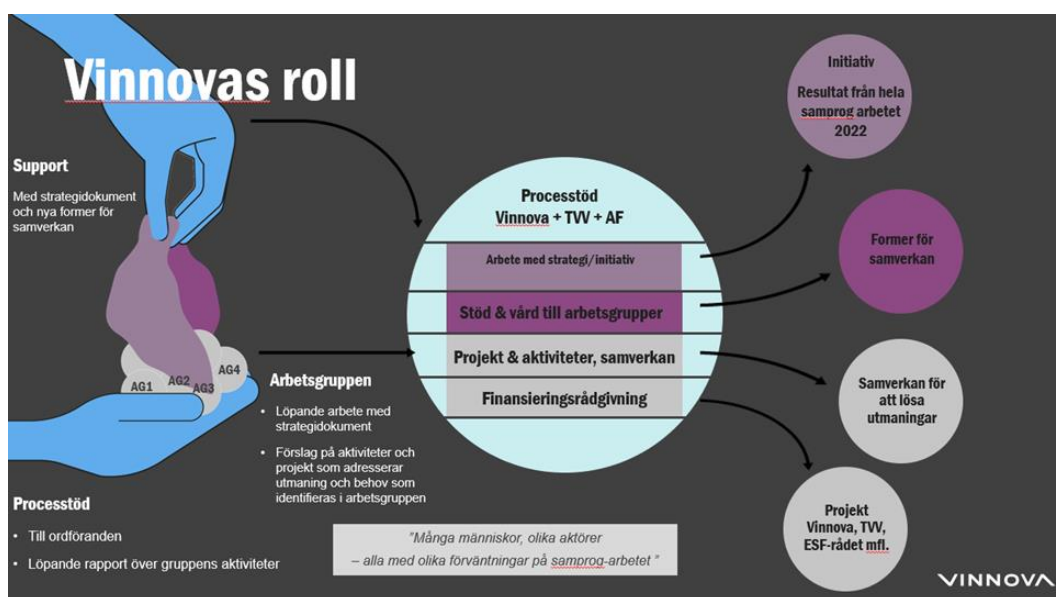 Vinnovas roll
Support
Med strategidokument
och nya former för
samverkan
AG1
AG2
AG3
AG4
Arbetsgruppen
• Löpande arbete med
strategidokument
• Förslag på aktiviteter och
projekt som adresserar
utmaning och behov som
identifieras i arbetsgruppen
Processtöd
• Till ordföranden
• Löpande rapport över gruppens aktiviteter
Processtöd
Vinnova + TVV + AF
Arbete med strategi/initiativ
Stöd & vård till arbetsgrupper
Projekt & aktiviteter, samverkan
Finansieringsrådgivning
Initiativ
Resultat från hela
samprog arbetet
2022
Former för
samverkan
Samverkan för
att lösa
utmaningar
Projekt
Vinnova, TVV,
ESF-rådet mfl.
"Många människor, olika aktörer
– alla med olika förväntningar på samprog-arbetet "
VINNOVA